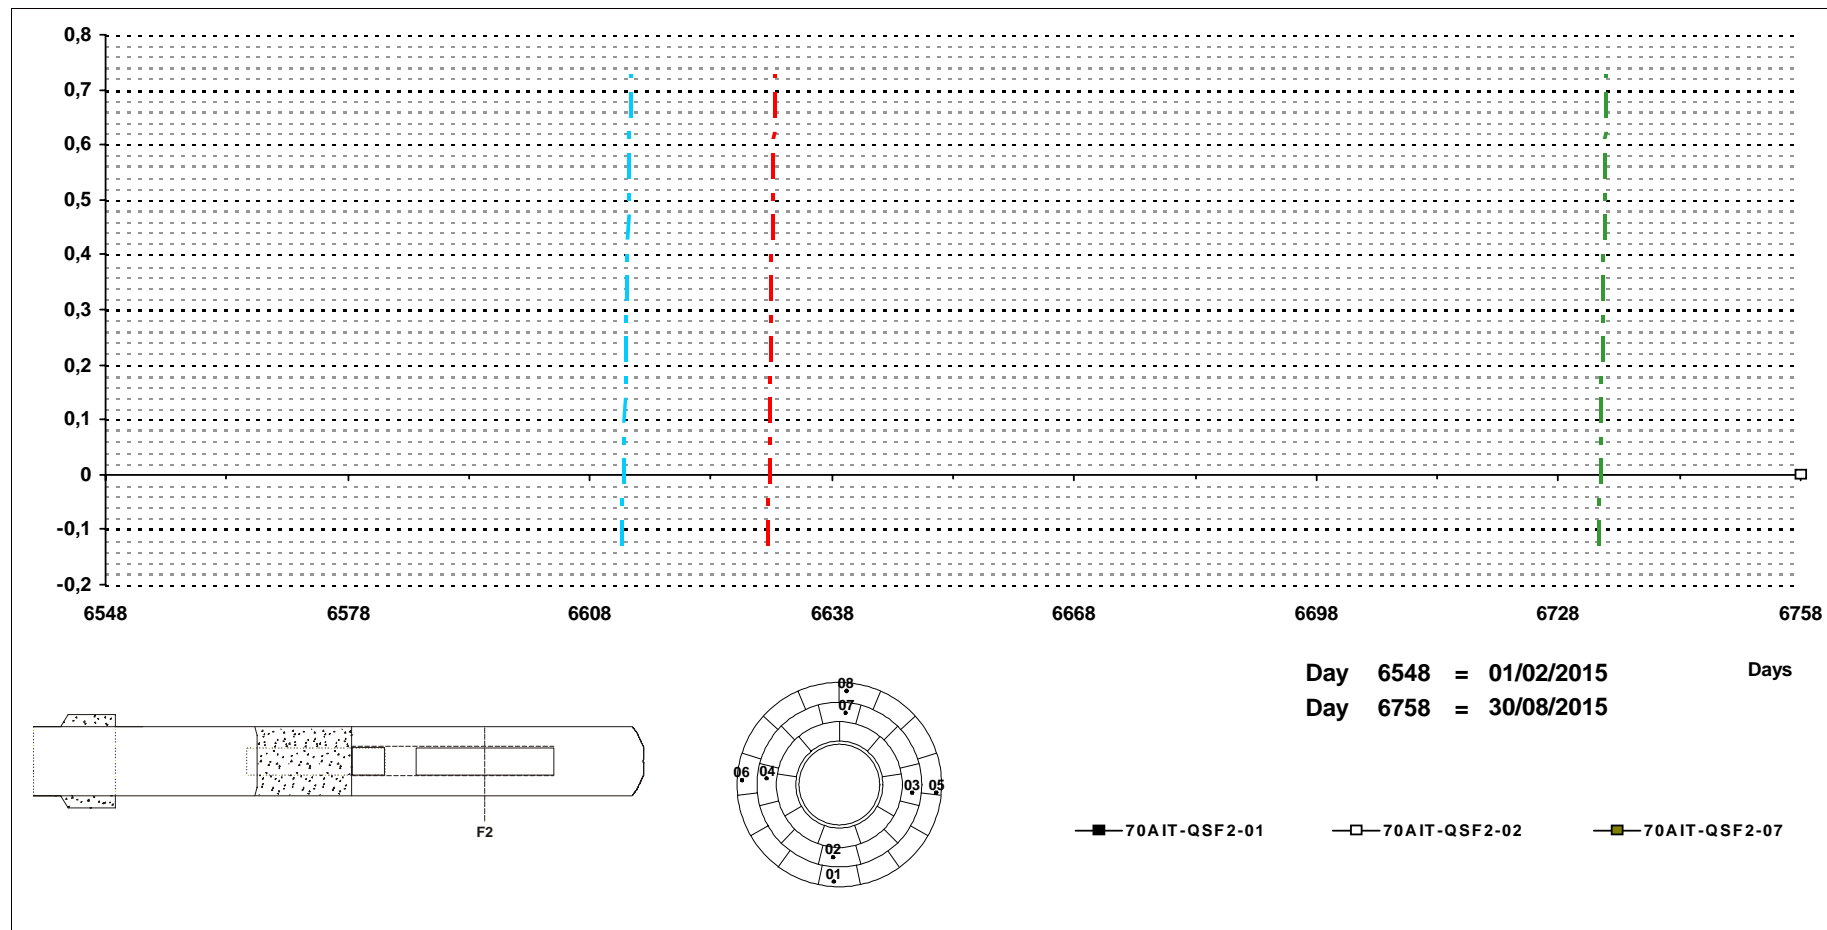 0,8
0,7
0,6
0,5
0,4
0,3
0,2
0,1
0
-0,1
-0,2
6548 6578 6608 6638 6668 6698 6728 6758
Day 6548 = 01/02/2015 Days
Day 6758 = 30/08/2015
08
07
06 04 03 05
02
01
F2
70AIT-QSF2-01 70AIT-QSF2-02 70AIT-QSF2-07